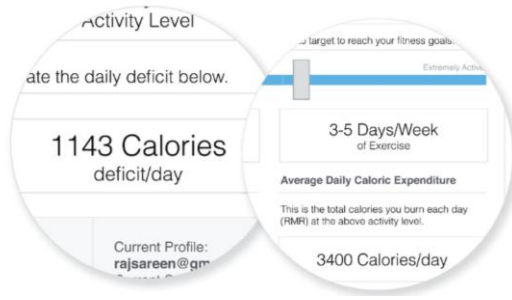 Activity Level
ate the daily deficit below.
1143 Calories
deficit/day
Current Profile:
rajsareen@gm
target to reach your fitness goals.
Extremely Activ
3-5 Days/Week
of Exercise
Average Daily Caloric Expenditure
This is the total calories you burn each day
(RMR) at the above activity level.
3400 Calories/day